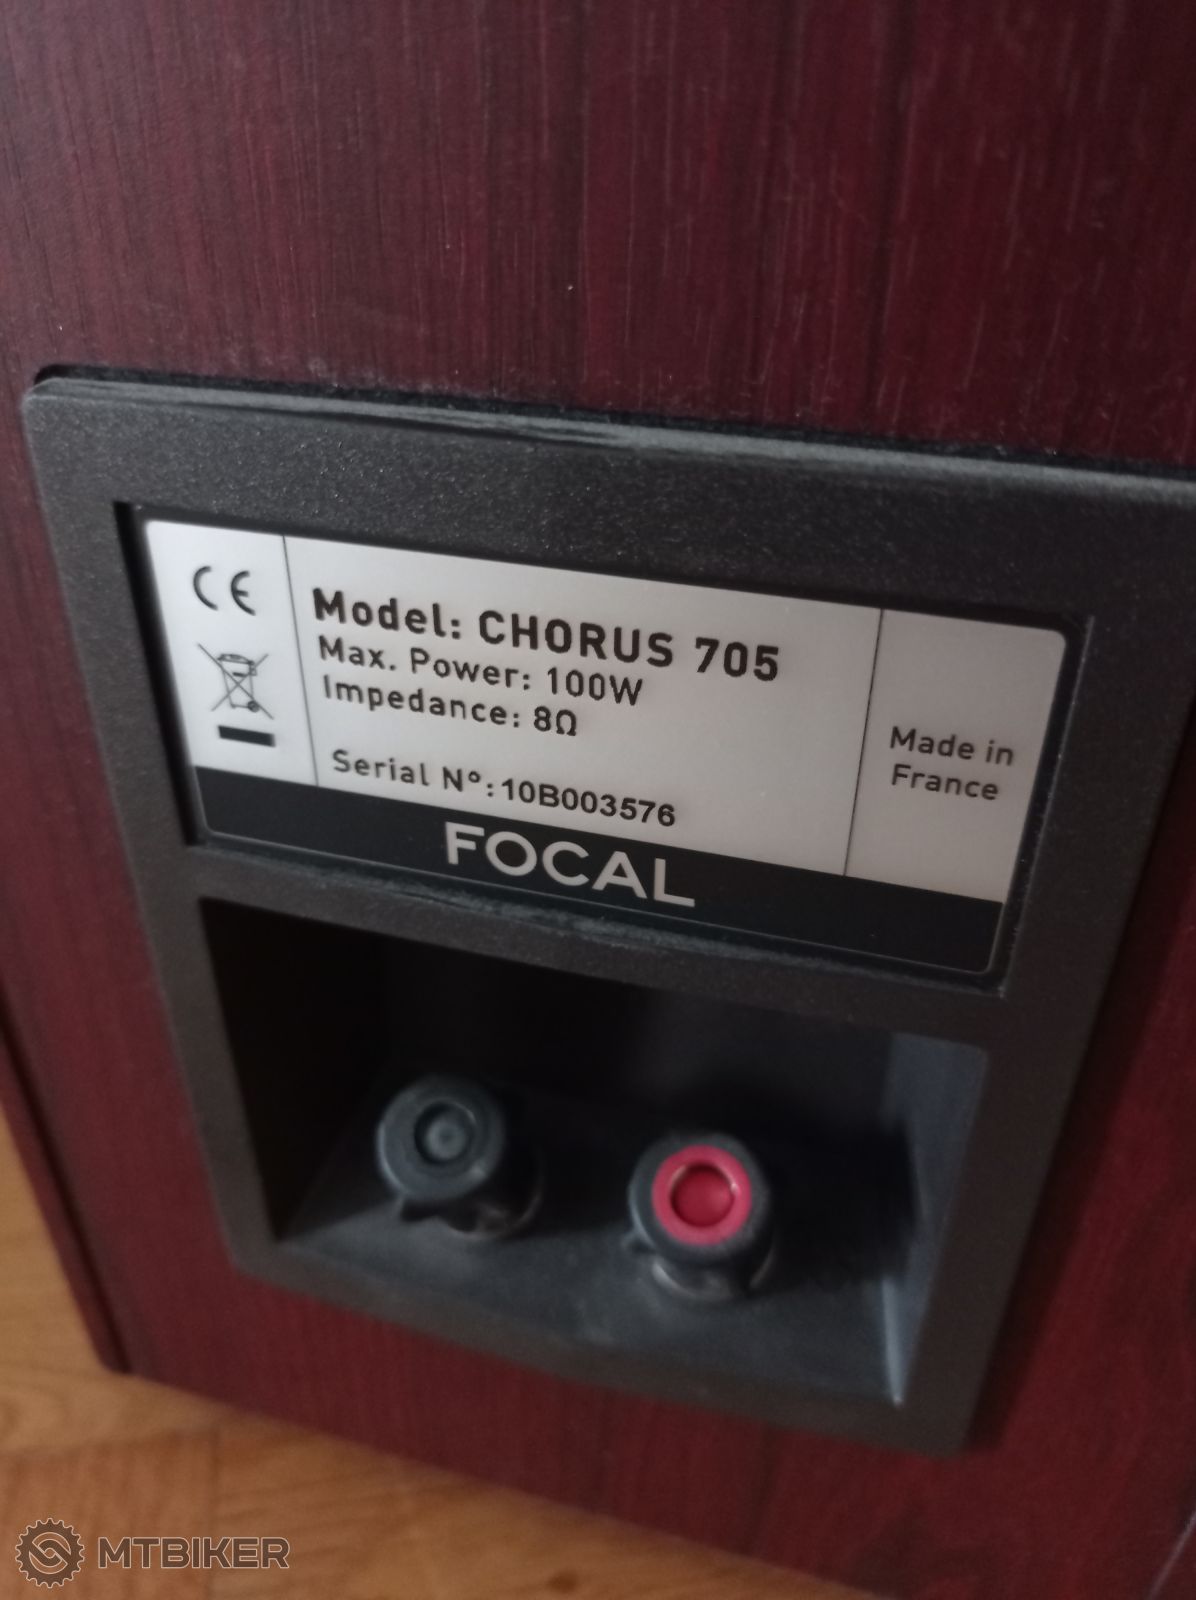 CE
Model: CHORUS 705
Max. Power: 100W
Impedance: 8Ω
Serial N°: 10B003576
Made in
France
FOCAL
MTBIKER